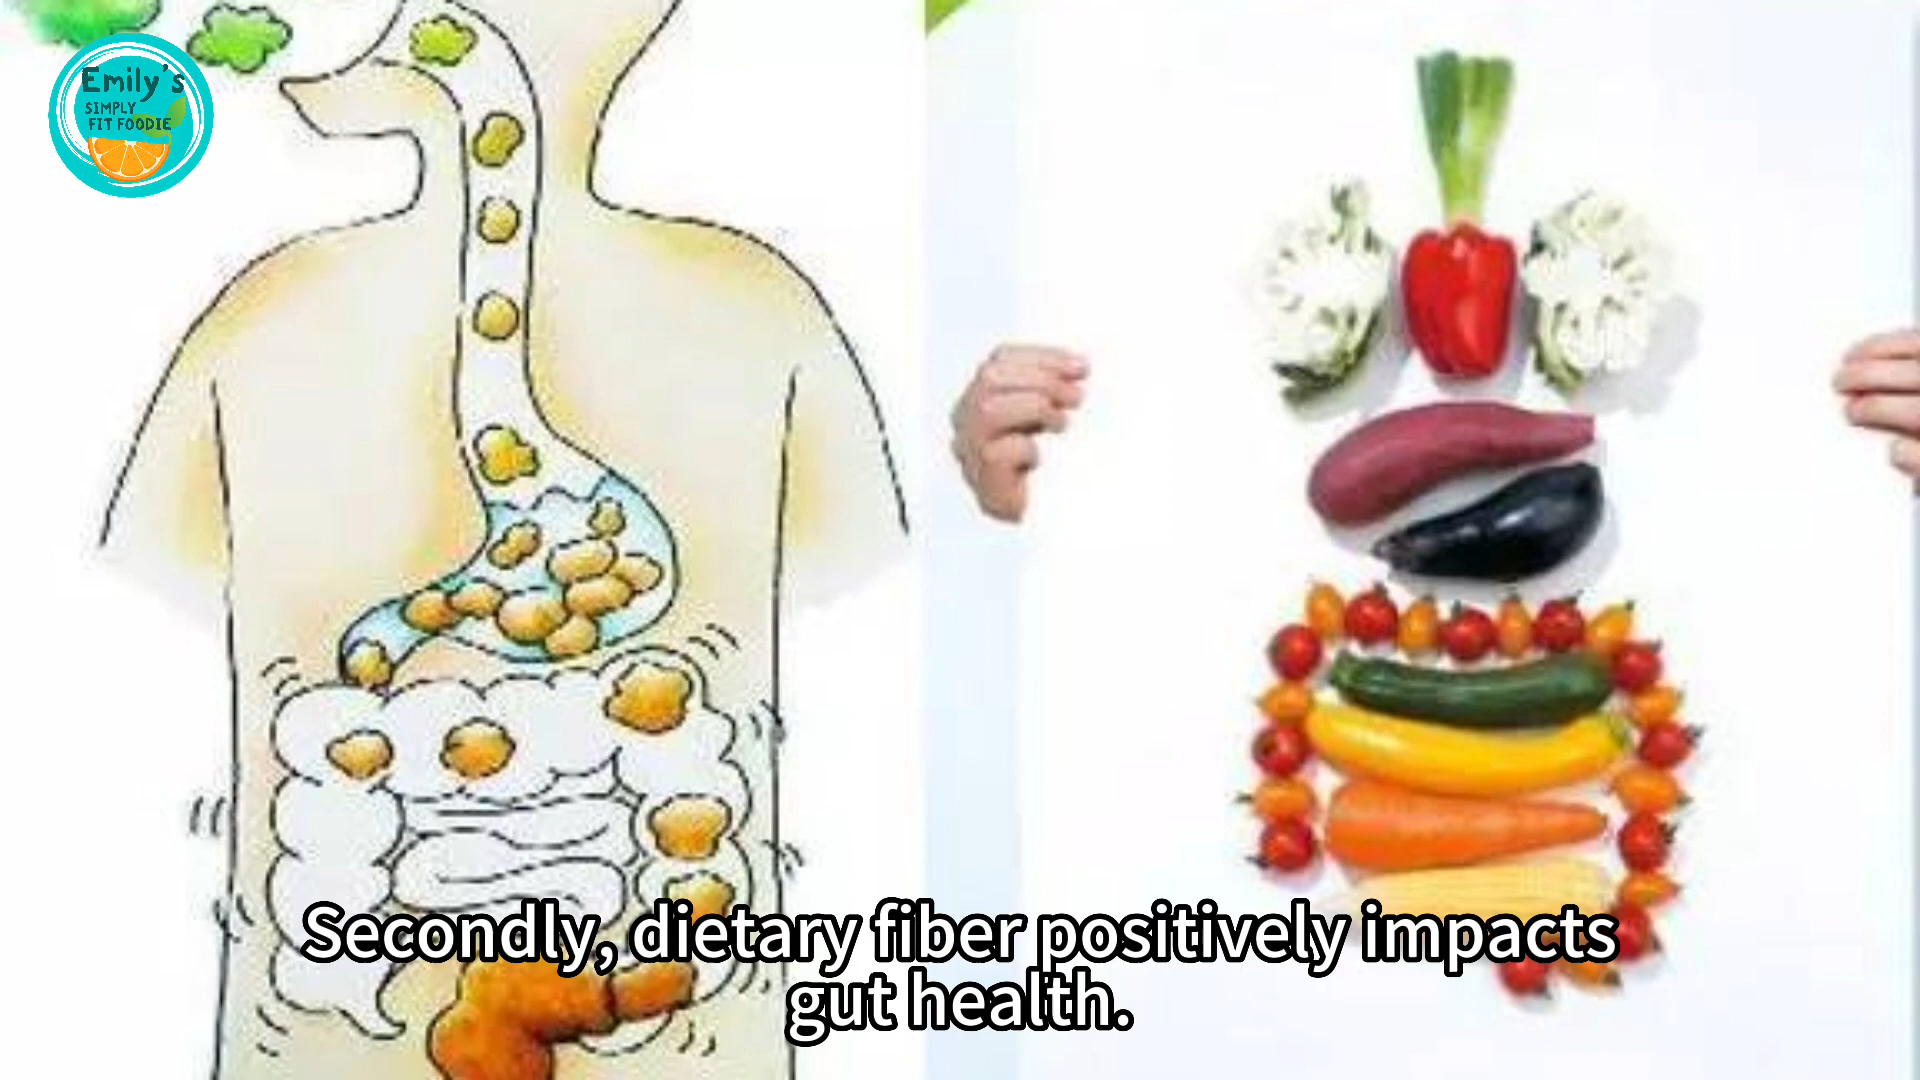 Emily's
SIMPLY
FIT FOODIE
Secondly, dietary fiber positively impacts
gut health.